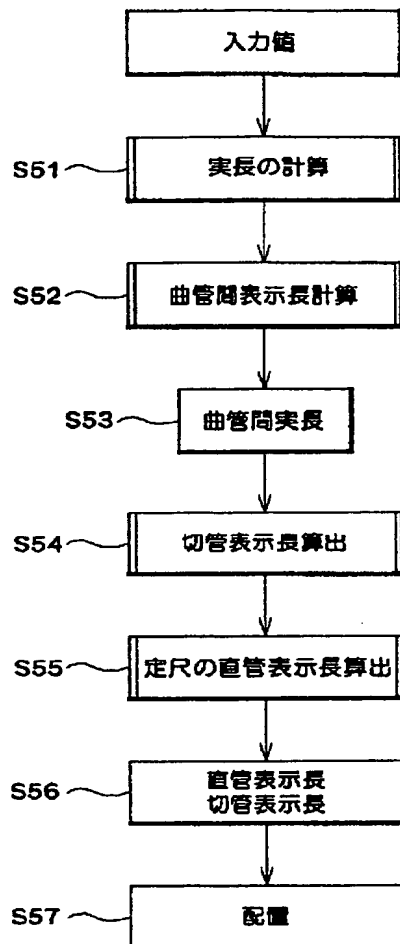 入力値
S51
実長の計算
S52
曲管間表示長計算
S53
曲管間実長
S54
切管表示長算出
S55
定尺の直管表示長算出
S56
直管表示長
切管表示長
S57
配置